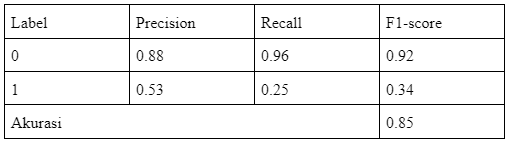 Label Precision Recall F1-score
0 0.88 0.96 0.92
1 0.53 0.25 0.34
Akurasi 0.85